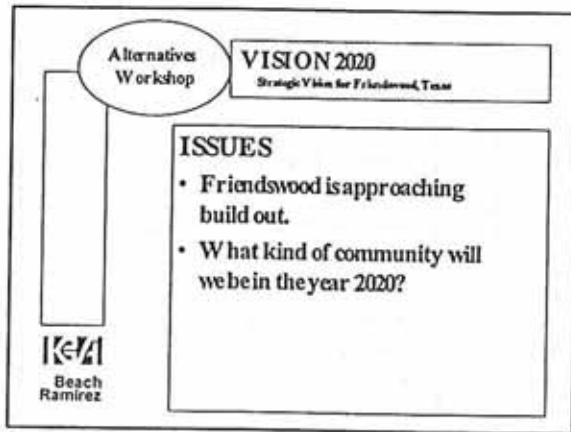 Alternatives
Workshop
VISION 2020
Strategic Vision for Friendswood, Texas
ISSUES
• Friendswood is approaching
build out.
• What kind of community will
we be in the year 2020?
Beach
Ramirez